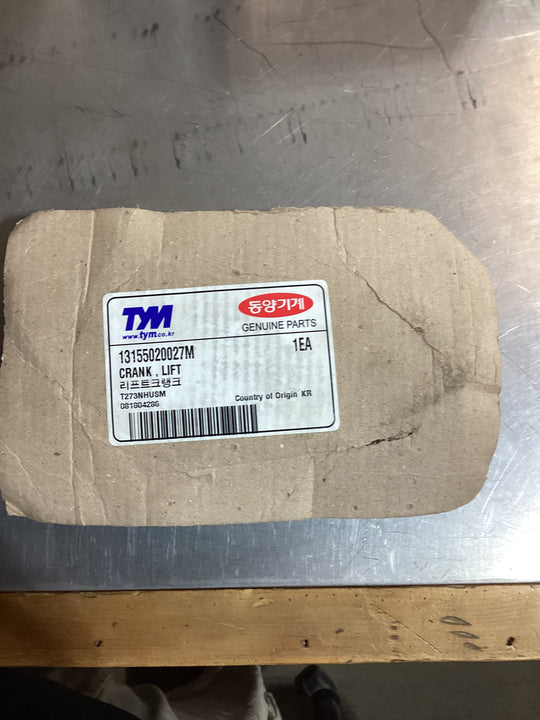 TYM
www.tym.co.kr
동양기계
GENUINE PARTS
13155020027M 1EA
CRANK , LIFT
리프트크랭크
T273NHUSM
081804286 Country of Origin KR